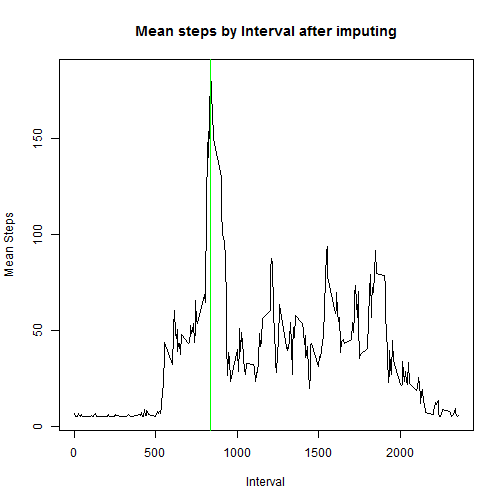 Mean steps by Interval after imputing
Mean Steps
150
100
50
0
0 500 1000 1500 2000
Interval